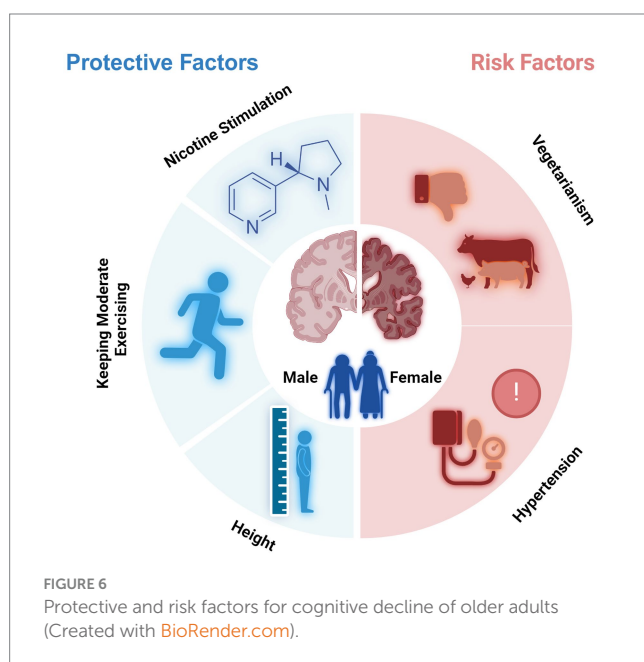 Protective Factors
Risk Factors
Nicotine Stimulation
H
N
N
Vegetarianism
Keeping Moderate
Exercising
Male
Female
!
Height
Hypertension
FIGURE 6
Protective and risk factors for cognitive decline of older adults
(Created with BioRender.com).